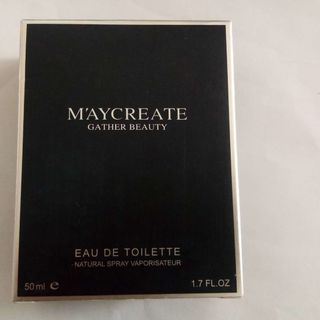 M'AYCREATE
GATHER BEAUTY
EAU DE TOILETTE
NATURAL SPRAY VAPORISATEUR
50 ml e 1.7 FL.OZ